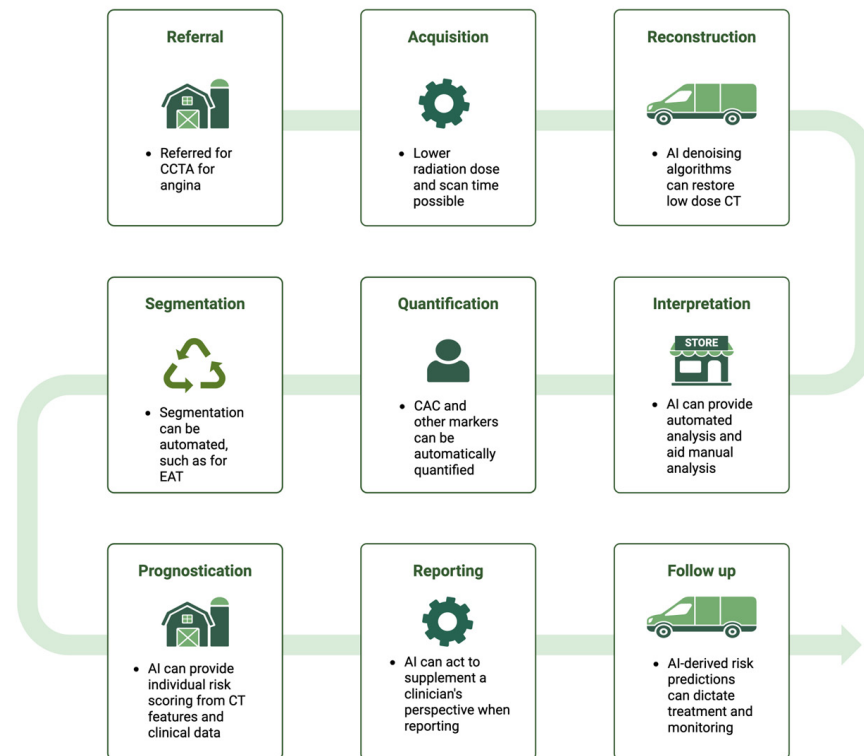 Referral
• Referred for
CCTA for
angina
Acquisition
• Lower
radiation dose
and scan time
possible
Reconstruction
• AI denoising
algorithms
can restore
low dose CT
Segmentation
• Segmentation
can be
automated,
such as for
EAT
Quantification
• CAC and
other markers
can be
automatically
quantified
Interpretation
STORE
• AI can provide
automated
analysis and
aid manual
analysis
Prognostication
• AI can provide
individual risk
scoring from CT
features and
clinical data
Reporting
• AI can act to
supplement a
clinician's
perspective when
reporting
Follow up
• AI-derived risk
predictions
can dictate
treatment and
monitoring